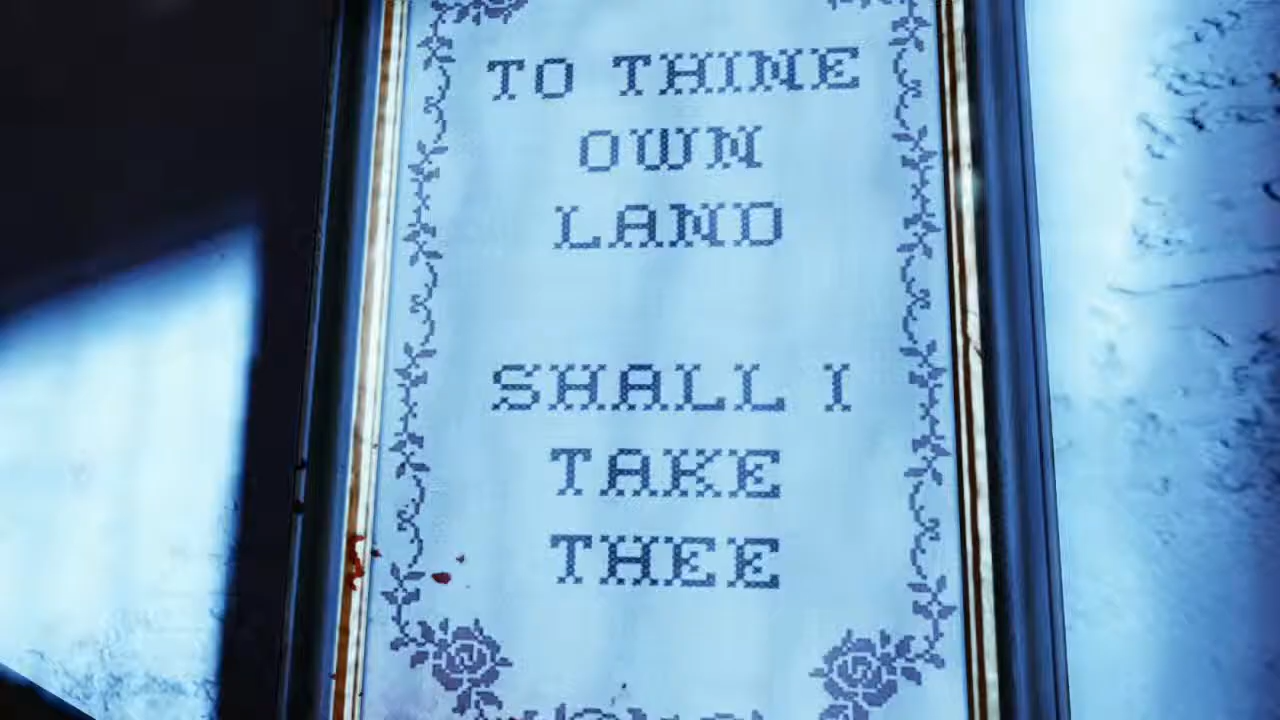 TO THINE
OWN
LAND
SHALL I
TAKE
THEE